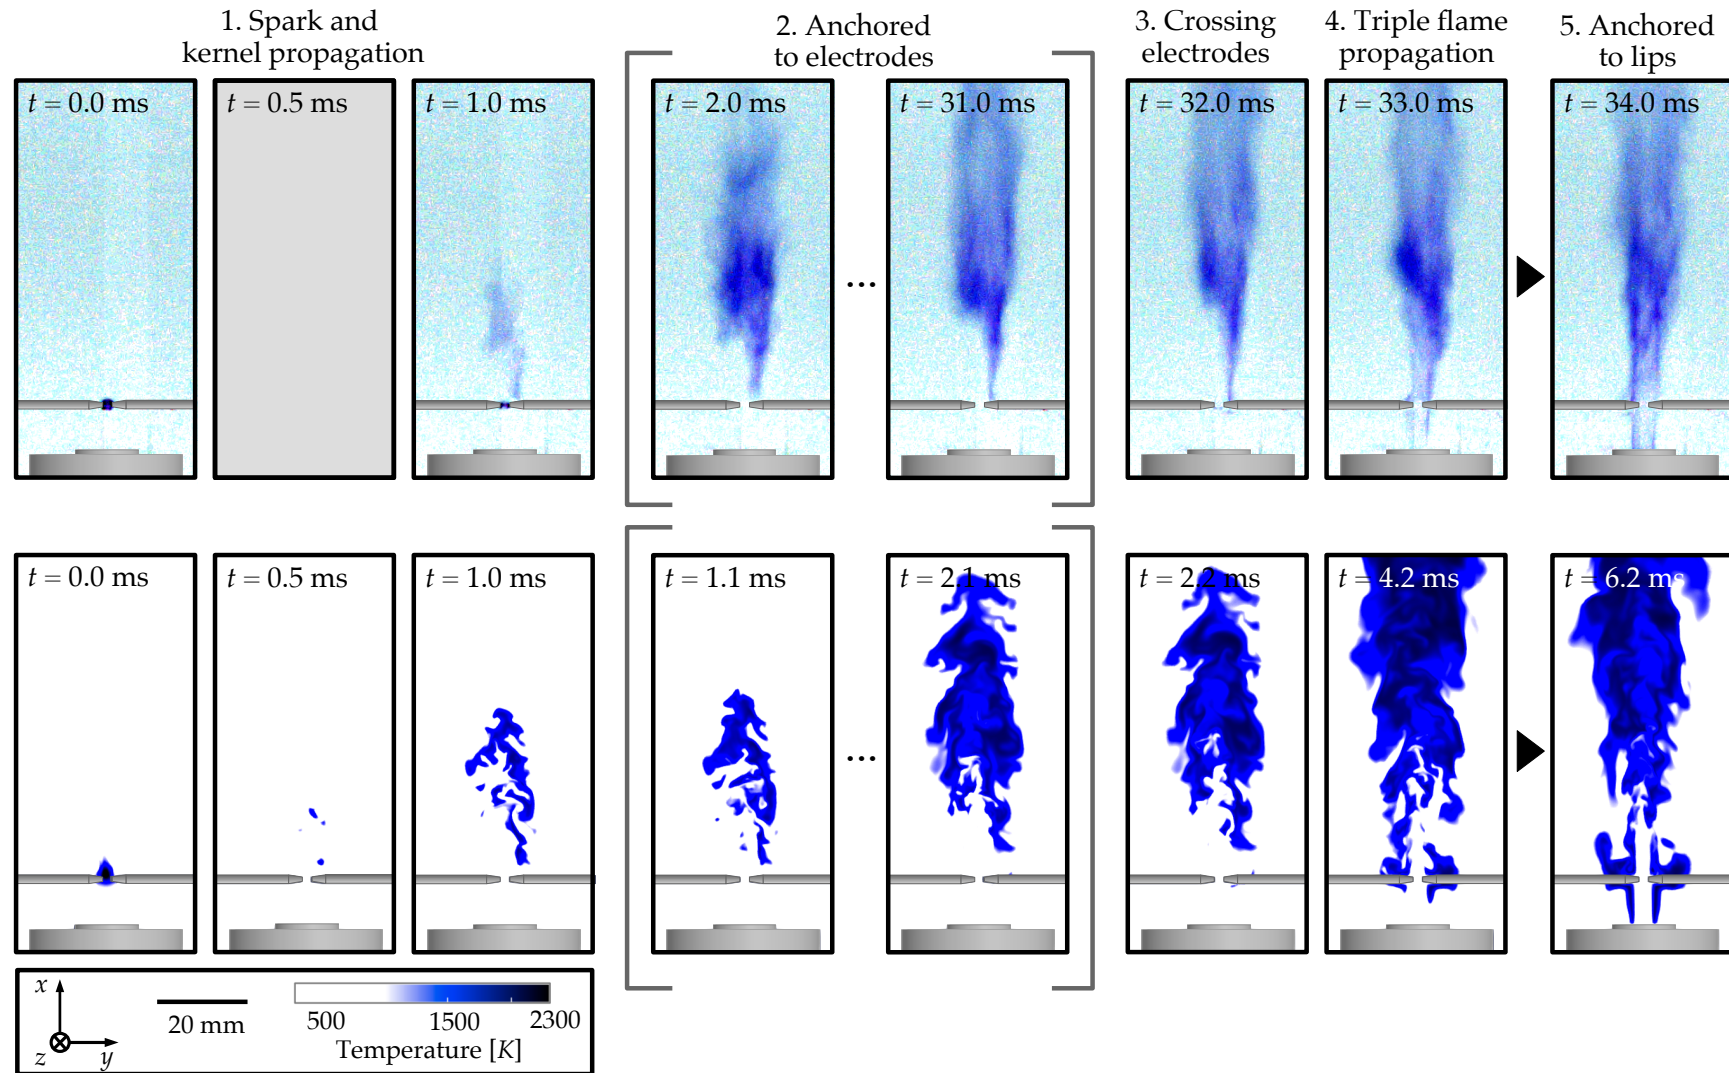 1. Spark and
kernel propagation
2. Anchored
to electrodes
3. Crossing
electrodes
4. Triple flame
propagation
5. Anchored
to lips
t = 0.0 ms
t = 0.5 ms
t = 1.0 ms
t = 2.0 ms
...
t = 31.0 ms
t = 32.0 ms
t = 33.0 ms
t = 34.0 ms
t = 0.0 ms
t = 0.5 ms
t = 1.0 ms
t = 1.1 ms
...
t = 2.1 ms
t = 2.2 ms
t = 4.2 ms
t = 6.2 ms
x
z
y
20 mm
500 1500 2300
Temperature [K]